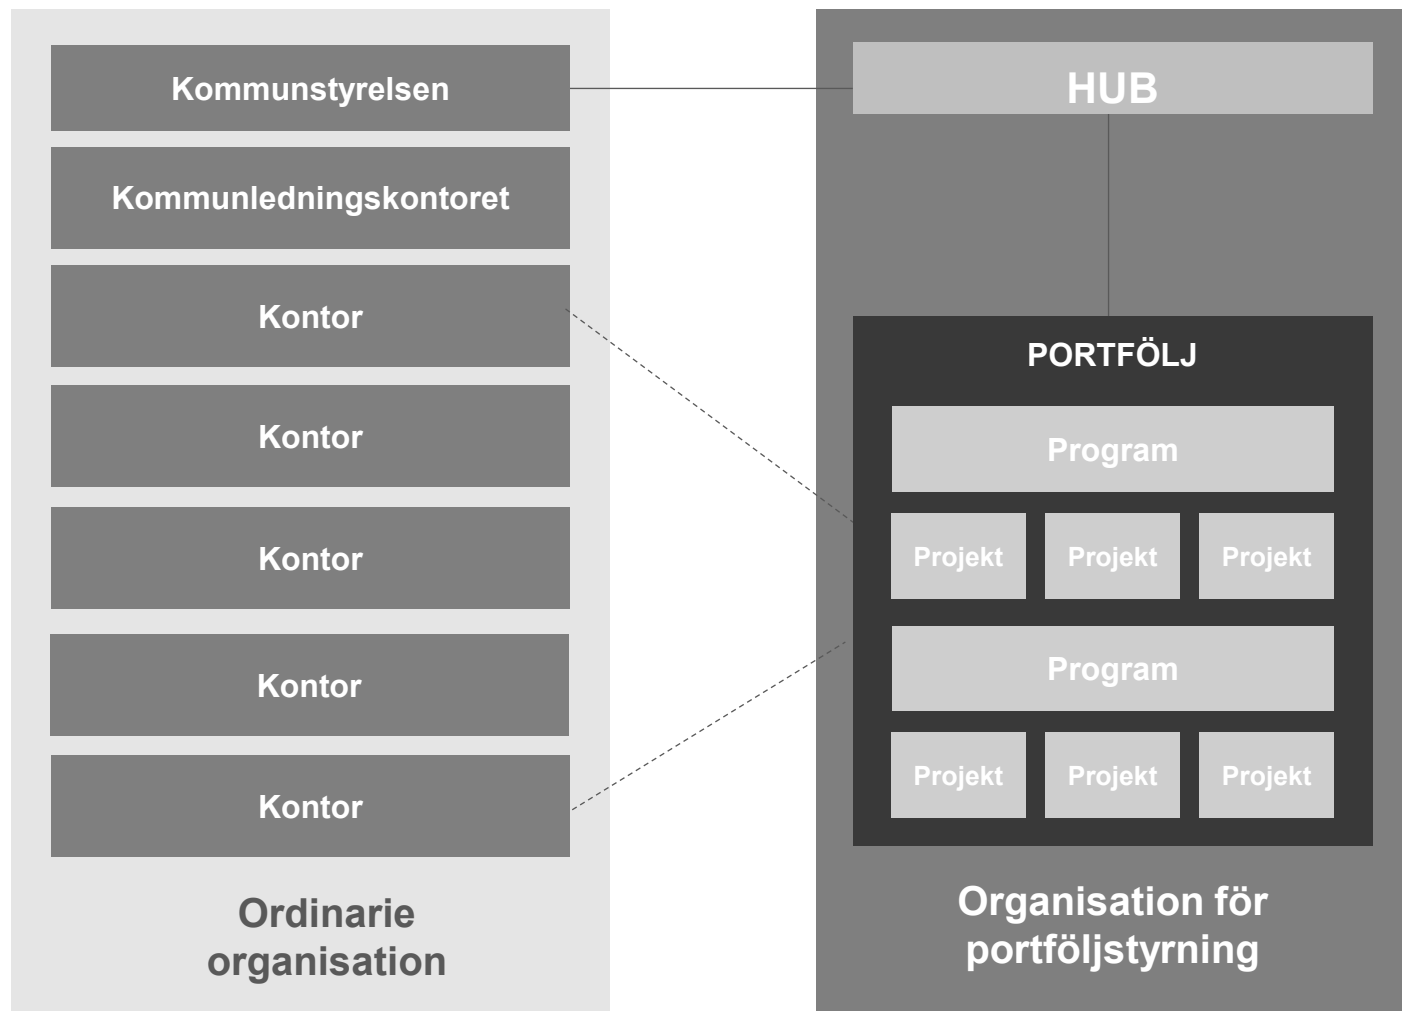 Kommunstyrelsen
Kommunledningskontoret
Kontor
Kontor
Kontor
Kontor
Kontor
Ordinarie
organisation
HUB
PORTFÖLJ
Program
Projekt Projekt Projekt
Program
Projekt Projekt Projekt
Organisation för
portföljstyrning